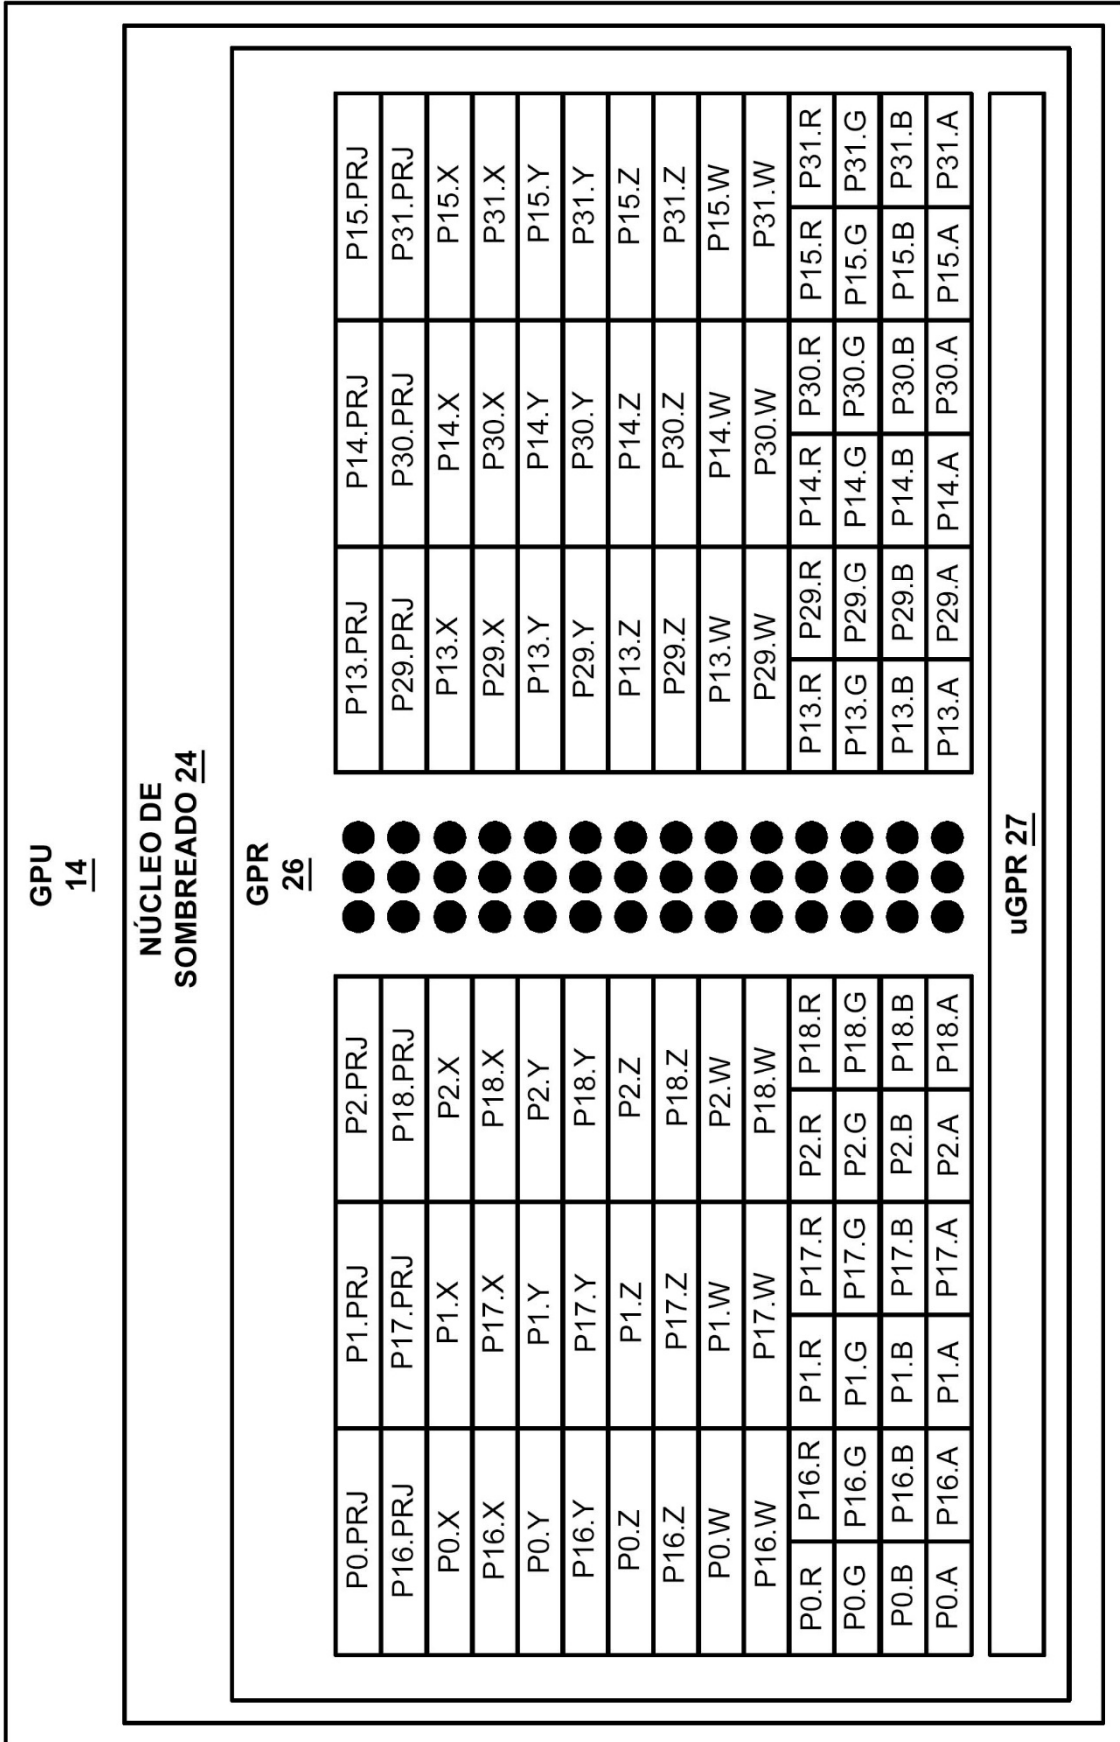 GPU
14
NÚCLEO DE
SOMBREADO 24
GPR
26
P0.PRJ P1.PRJ P2.PRJ P13.PRJ P14.PRJ P15.PRJ
P16.PRJ P17.PRJ P18.PRJ P29.PRJ P30.PRJ P31.PRJ
P0.X P1.X P2.X P13.X P14.X P15.X
P16.X P17.X P18.X P29.X P30.X P31.X
P0.Y P1.Y P2.Y P13.Y P14.Y P15.Y
P16.Y P17.Y P18.Y P29.Y P30.Y P31.Y
P0.Z P1.Z P2.Z P13.Z P14.Z P15.Z
P16.Z P17.Z P18.Z P29.Z P30.Z P31.Z
P0.W P1.W P2.W P13.W P14.W P15.W
P16.W P17.W P18.W P29.W P30.W P31.W
P0.R P16.R P1.R P17.R P2.R P18.R P13.R P29.R P14.R P30.R P15.R P31.R
P0.G P16.G P1.G P17.G P2.G P18.G P13.G P29.G P14.G P30.G P15.G P31.G
P0.B P16.B P1.B P17.B P2.B P18.B P13.B P29.B P14.B P30.B P15.B P31.B
P0.A P16.A P1.A P17.A P2.A P18.A P13.A P29.A P14.A P30.A P15.A P31.A
uGPR 27